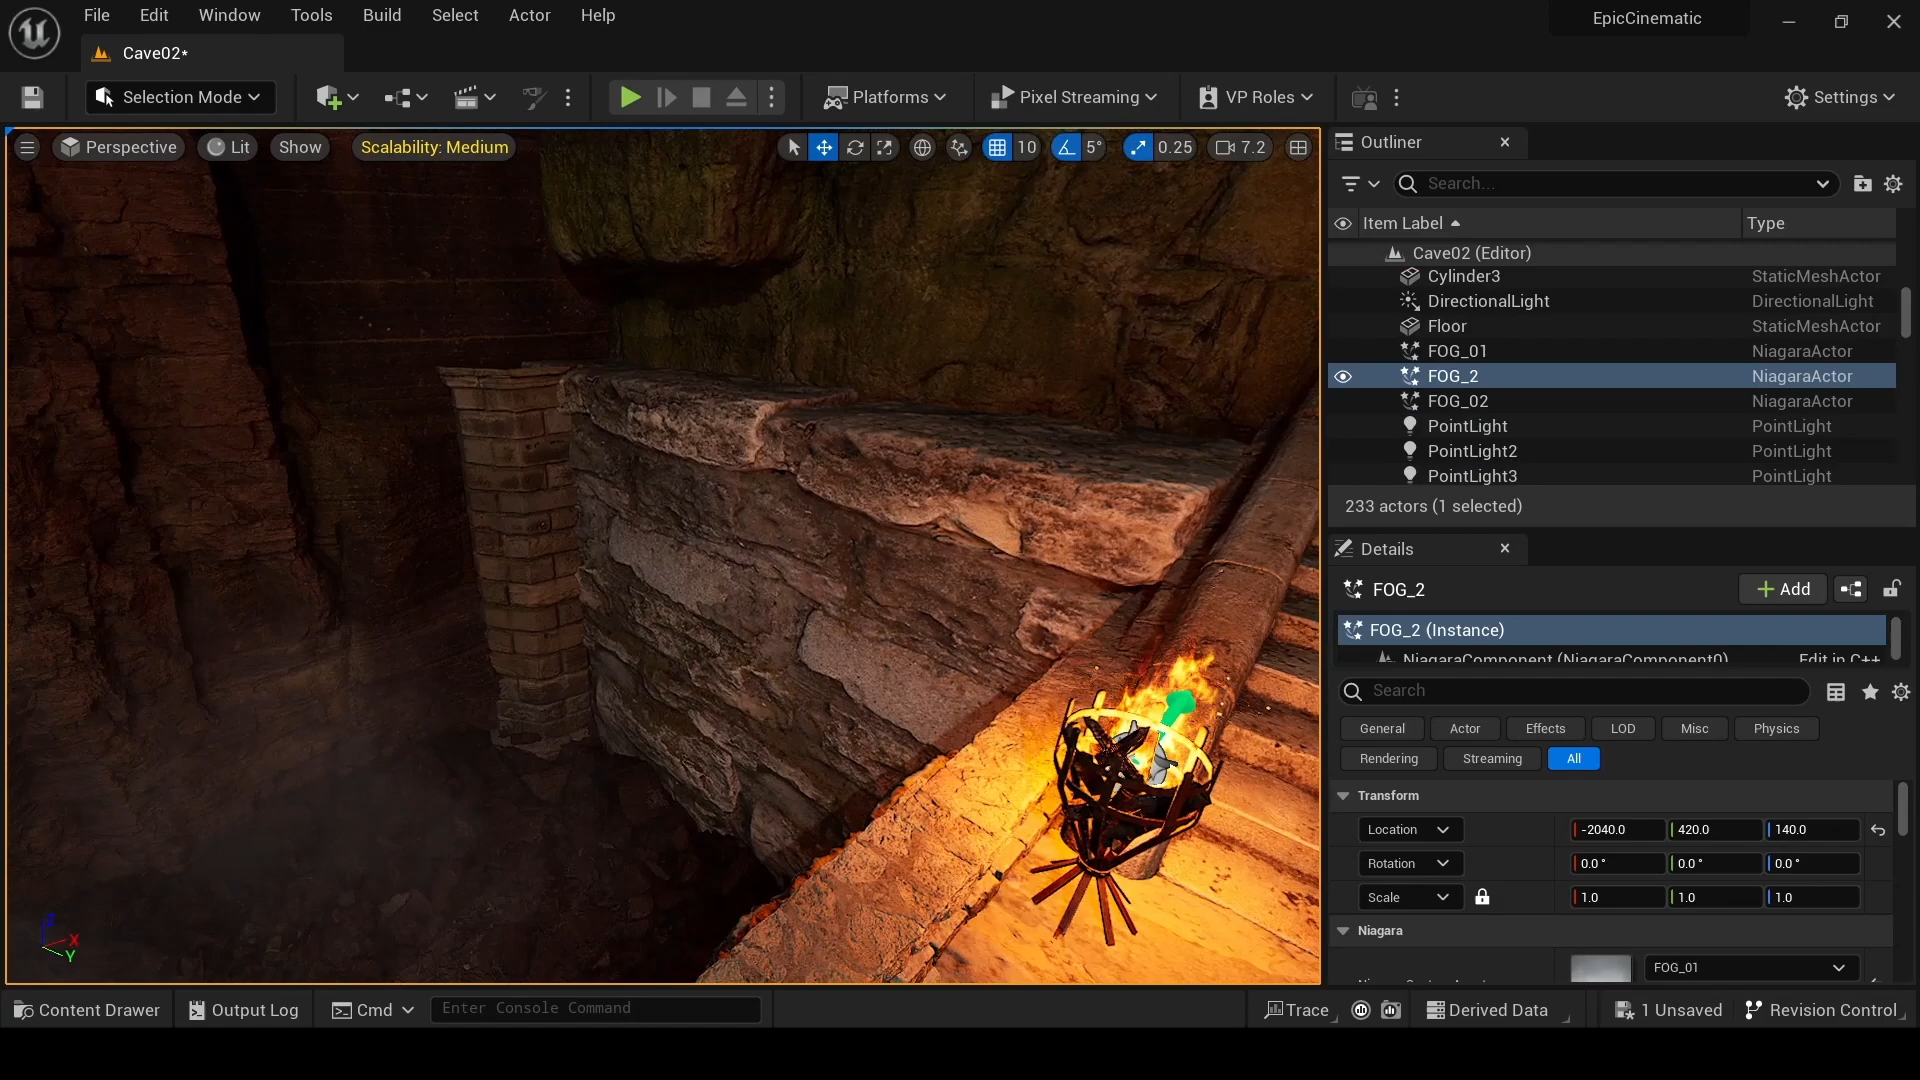 File Edit Window Tools Build Select Actor Help
EpicCinematic
Cave02*
Selection Mode
Platforms
Pixel Streaming
VP Roles
Settings
Perspective
Lit
Show
Scalability: Medium
10
5°
0.25
7.2
Outliner
Search...
Item Label
Type
Cave02 (Editor)
Cylinder3 StaticMeshActor
DirectionalLight DirectionalLight
Floor StaticMeshActor
FOG_01 NiagaraActor
FOG_2 NiagaraActor
FOG_02 NiagaraActor
PointLight PointLight
PointLight2 PointLight
PointLight3 PointLight
233 actors (1 selected)
Details
FOG_2
Add
FOG_2 (Instance)
NiagaraComponent (NiagaraComponent0) Edit in C++
Search
General Actor Effects LOD Misc Physics
Rendering Streaming All
Transform
Location -2040.0 420.0 140.0
Rotation 0.0 ° 0.0 ° 0.0 °
Scale 1.0 1.0 1.0
Niagara
FOG_01
Z
X
Y
Content Drawer
Output Log
Cmd
Enter Console Command
Trace
Derived Data
1 Unsaved
Revision Control